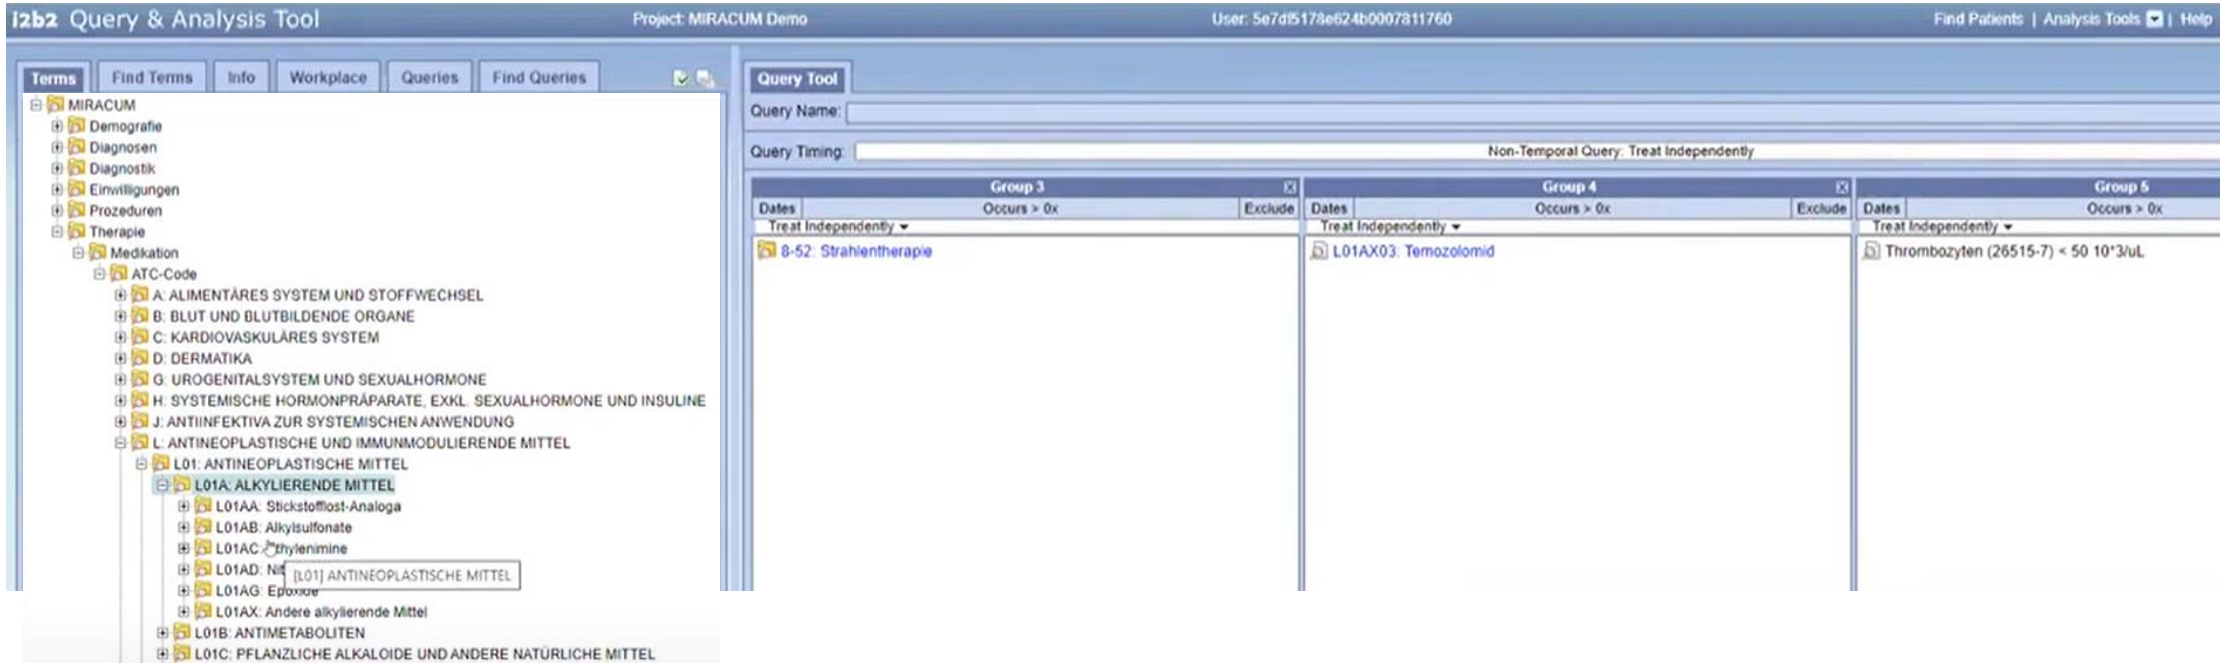 i2b2 Query & Analysis Tool
Project: MIRACUM Demo
User: 5e7df5178e624b0007811760
Find Patients | Analysis Tools | Help
Terms
Find Terms
Info
Workplace
Queries
Find Queries
MIRACUM
Demografie
Diagnosen
Diagnostik
Einwilligungen
Prozeduren
Therapie
Medikation
ATC-Code
A: ALIMENTÄRES SYSTEM UND STOFFWECHSEL
B: BLUT UND BLUTBILDENDE ORGANE
C: KARDIOVASKULÄRES SYSTEM
D: DERMATIKA
G: UROGENITALSYSTEM UND SEXUALHORMONE
H: SYSTEMISCHE HORMONPRÄPARATE, EXKL. SEXUALHORMONE UND INSULINE
J: ANTIINFEKTIVA ZUR SYSTEMISCHEN ANWENDUNG
L: ANTINEOPLASTISCHE UND IMMUNMODULIERENDE MITTEL
L01: ANTINEOPLASTISCHE MITTEL
L01A: ALKYLIERENDE MITTEL
L01AA: Stickstofflost-Analoga
L01AB: Alkylsulfonate
L01AC: thylenimine
L01AD:
[L01] ANTINEOPLASTISCHE MITTEL
L01AG: Epoxide
L01AX: Andere alkylierende Mittel
L01B: ANTIMETABOLITEN
L01C: PFLANZLICHE ALKALOIDE UND ANDERE NATÜRLICHE MITTEL
Query Tool
Query Name:
Query Timing: Non-Temporal Query: Treat Independently
Group 3
Dates Occurs > 0x Exclude
Treat Independently
8-52: Strahlentherapie
Group 4
Dates Occurs > 0x Exclude
Treat Independently
L01AX03: Temozolomid
Group 5
Dates Occurs > 0x
Treat Independently
Thrombozyten (26515-7) < 50 10*3/uL